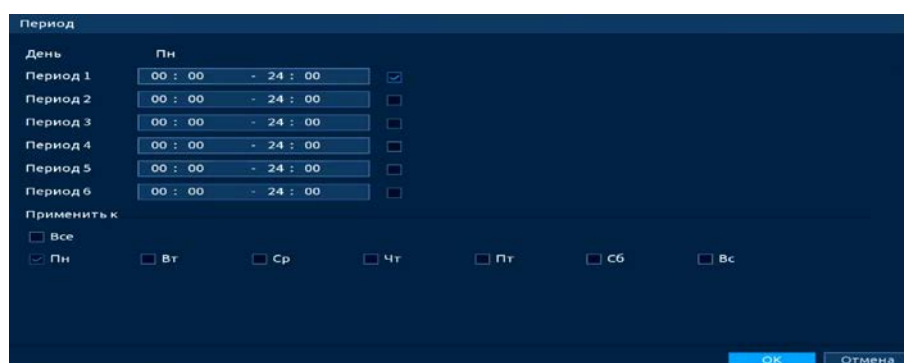 Период
День Пн
Период 1 00 : 00 - 24 : 00
Период 2 00 : 00 - 24 : 00
Период 3 00 : 00 - 24 : 00
Период 4 00 : 00 - 24 : 00
Период 5 00 : 00 - 24 : 00
Период 6 00 : 00 - 24 : 00
Применить к
Все
Пн Вт Ср Чт Пт Сб Вс
OK Отмена